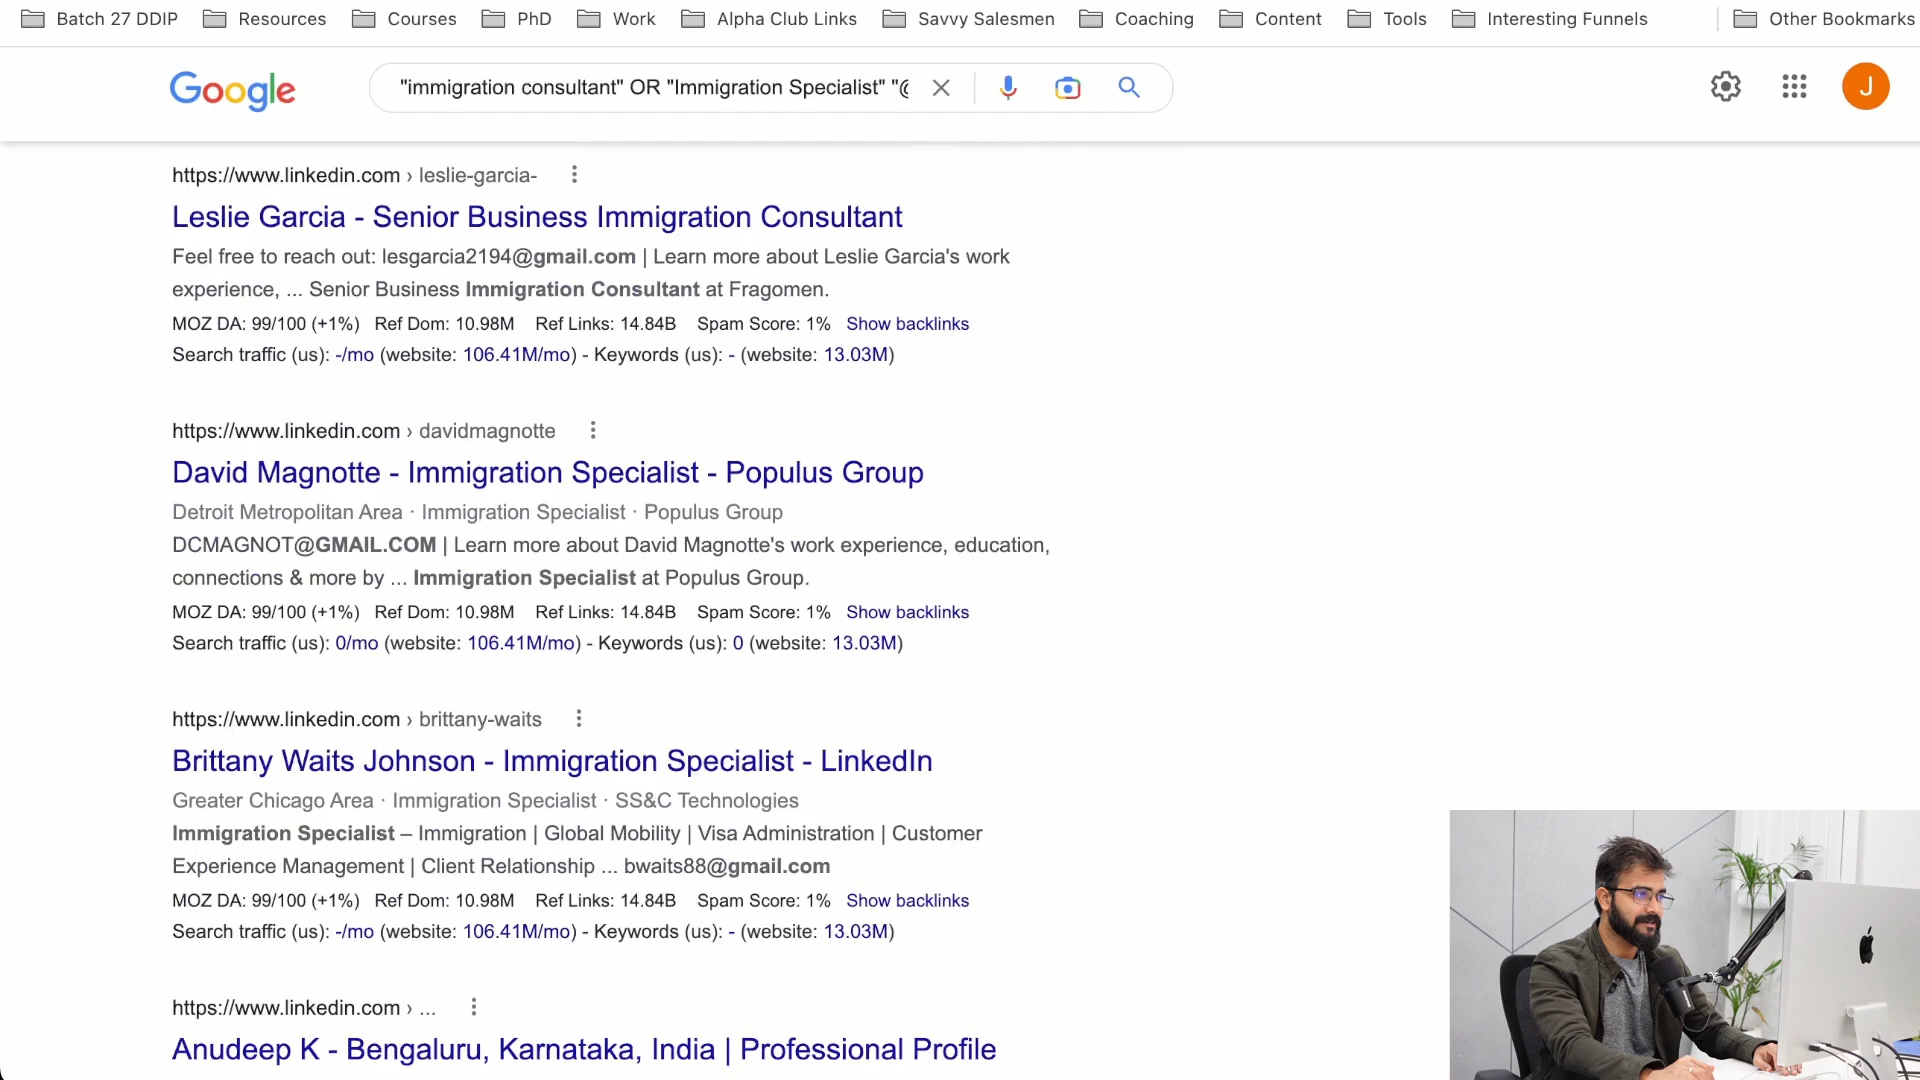 Batch 27 DDIP Resources Courses PhD Work Alpha Club Links Savvy Salesmen Coaching Content Tools Interesting Funnels Other Bookmarks
Google "immigration consultant" OR "Immigration Specialist" "@ J
https://www.linkedin.com › leslie-garcia-
Leslie Garcia - Senior Business Immigration Consultant
Feel free to reach out: lesgarcia2194@gmail.com | Learn more about Leslie Garcia's work
experience, ... Senior Business Immigration Consultant at Fragomen.
MOZ DA: 99/100 (+1%) Ref Dom: 10.98M Ref Links: 14.84B Spam Score: 1% Show backlinks
Search traffic (us): -/mo (website: 106.41M/mo) - Keywords (us): - (website: 13.03M)
https://www.linkedin.com › davidmagnotte
David Magnotte - Immigration Specialist - Populus Group
Detroit Metropolitan Area · Immigration Specialist · Populus Group
DCMAGNOT@GMAIL.COM | Learn more about David Magnotte's work experience, education,
connections & more by ... Immigration Specialist at Populus Group.
MOZ DA: 99/100 (+1%) Ref Dom: 10.98M Ref Links: 14.84B Spam Score: 1% Show backlinks
Search traffic (us): 0/mo (website: 106.41M/mo) - Keywords (us): 0 (website: 13.03M)
https://www.linkedin.com › brittany-waits
Brittany Waits Johnson - Immigration Specialist - LinkedIn
Greater Chicago Area · Immigration Specialist · SS&C Technologies
Immigration Specialist – Immigration | Global Mobility | Visa Administration | Customer
Experience Management | Client Relationship ... bwaits88@gmail.com
MOZ DA: 99/100 (+1%) Ref Dom: 10.98M Ref Links: 14.84B Spam Score: 1% Show backlinks
Search traffic (us): -/mo (website: 106.41M/mo) - Keywords (us): - (website: 13.03M)
https://www.linkedin.com › ...
Anudeep K - Bengaluru, Karnataka, India | Professional Profile